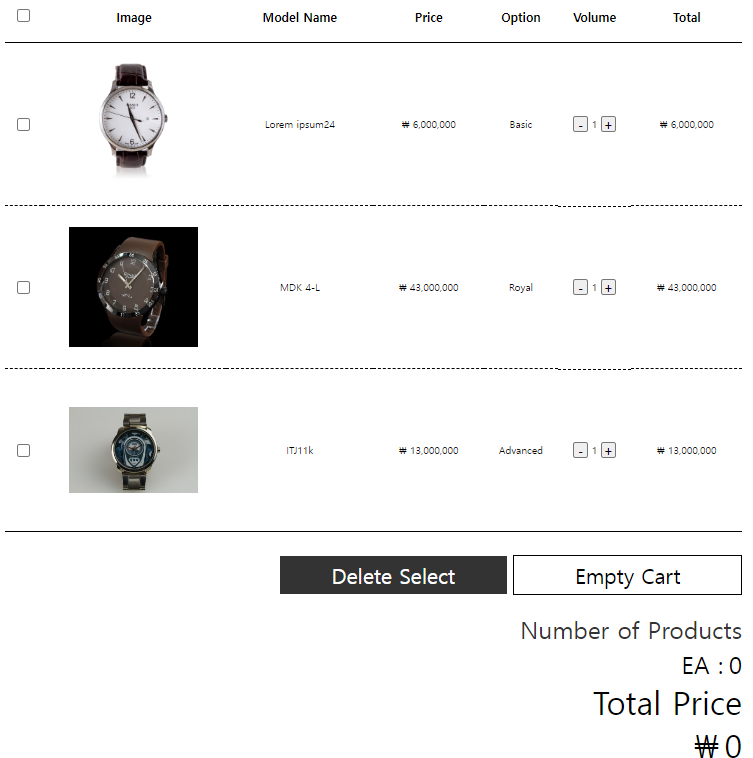 Image Model Name Price Option Volume Total
Lorem ipsum24 ₩ 6,000,000 Basic - 1 + ₩ 6,000,000
MDK 4-L ₩ 43,000,000 Royal - 1 + ₩ 43,000,000
ITJ11k ₩ 13,000,000 Advanced - 1 + ₩ 13,000,000
Delete Select Empty Cart
Number of Products
EA : 0
Total Price
₩ 0